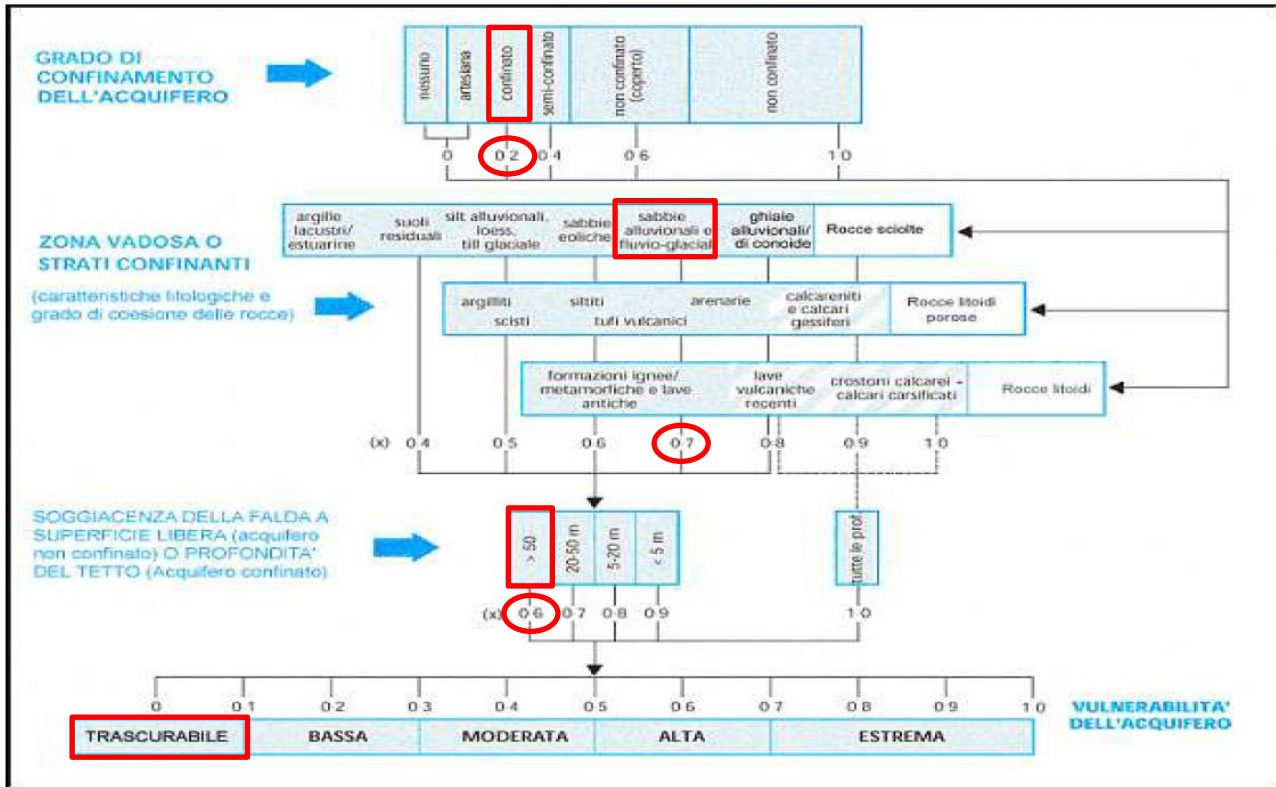 GRADO DI
CONFINAMENTO
DELL'ACQUIFERO
nessuno
artesiana
confinato
semi-confinato
non confinato
(coperto)
non confinato
0
0.2
0.4
0.6
1.0
ZONA VADOSA O
STRATI CONFINANTI
(caratteristiche litologiche e
grado di coesione delle rocce)
argille
lacustri/
estuarine
suoli
residuali
silt alluvionali,
loess,
till glaciale
sabbie
eoliche
sabbie
alluvionali e
fluvio-glacial
ghiaie
alluvionali/
di conoide
Rocce sciolte
argilliti
scisti
siltiti
tufi vulcanici
arenarie
calcareniti
e calcari
gessiferi
Rocce litoidi
porose
formazioni ignee/
metamorfiche e lave
antiche
lave
vulcaniche
recenti
crostoni calcarei -
calcari carsificati
Rocce litoidi
(x) 0.4 0.5 0.6 0.7 0.8 0.9 1.0
SOGGIACENZA DELLA FALDA A
SUPERFICIE LIBERA (acquifero
non confinato) O PROFONDITA'
DEL TETTO (Acquifero confinato)
> 50
20-50 m
5-20 m
< 5 m
tutte le prof.
(x) 0.6 0.7 0.8 0.9 1.0
0 0.1 0.2 0.3 0.4 0.5 0.6 0.7 0.8 0.9 1.0
TRASCURABILE BASSA MODERATA ALTA ESTREMA
VULNERABILITA'
DELL'ACQUIFERO